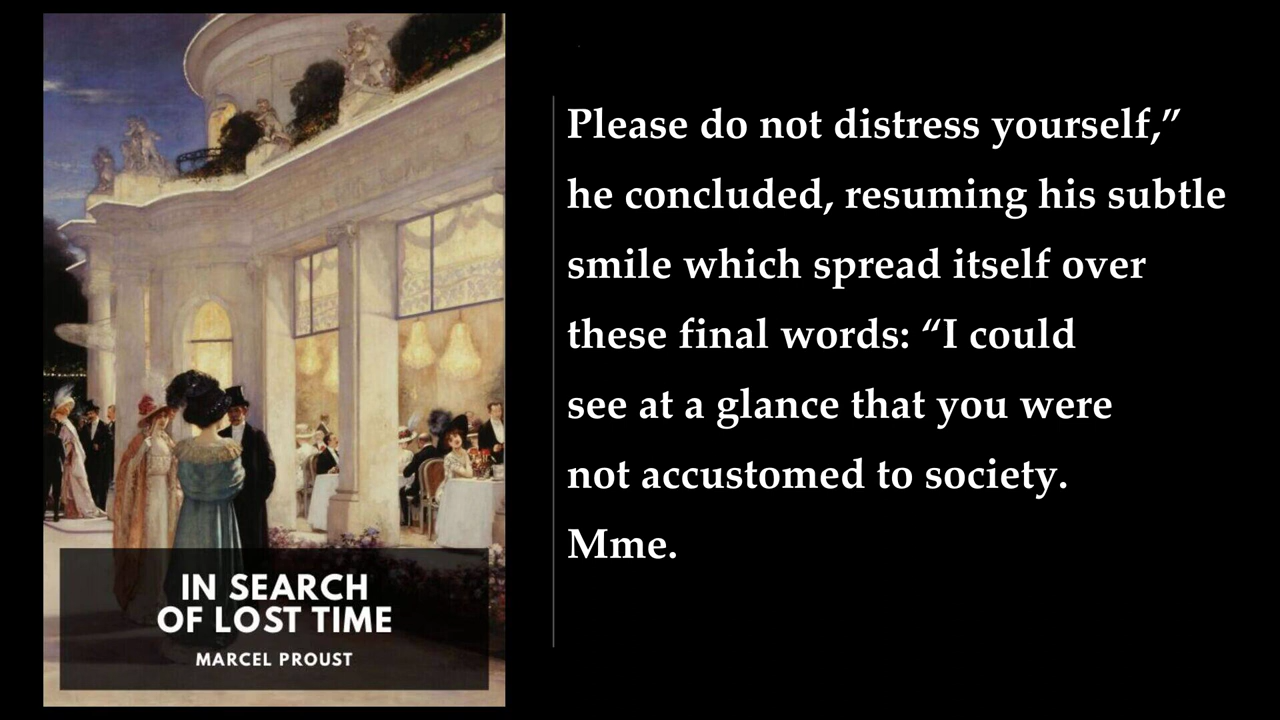 IN SEARCH
OF LOST TIME
MARCEL PROUST
Please do not distress yourself,”
he concluded, resuming his subtle
smile which spread itself over
these final words: “I could
see at a glance that you were
not accustomed to society.
Mme.